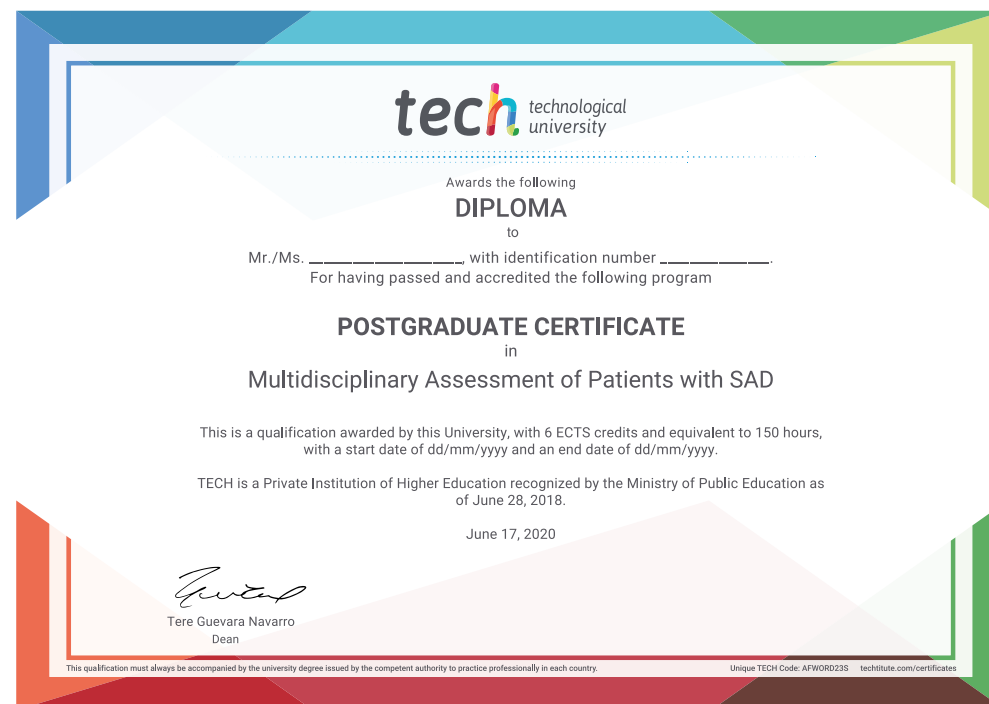 tech technological
university
Awards the following
DIPLOMA
to
Mr./Ms. __________________, with identification number _____________.
For having passed and accredited the following program
POSTGRADUATE CERTIFICATE
in
Multidisciplinary Assessment of Patients with SAD
This is a qualification awarded by this University, with 6 ECTS credits and equivalent to 150 hours,
with a start date of dd/mm/yyyy and an end date of dd/mm/yyyy.
TECH is a Private Institution of Higher Education recognized by the Ministry of Public Education as
of June 28, 2018.
June 17, 2020
Tere Guevara Navarro
Dean
This qualification must always be accompanied by the university degree issued by the competent authority to practice professionally in each country.
Unique TECH Code: AFWORD23S techtitute.com/certificates